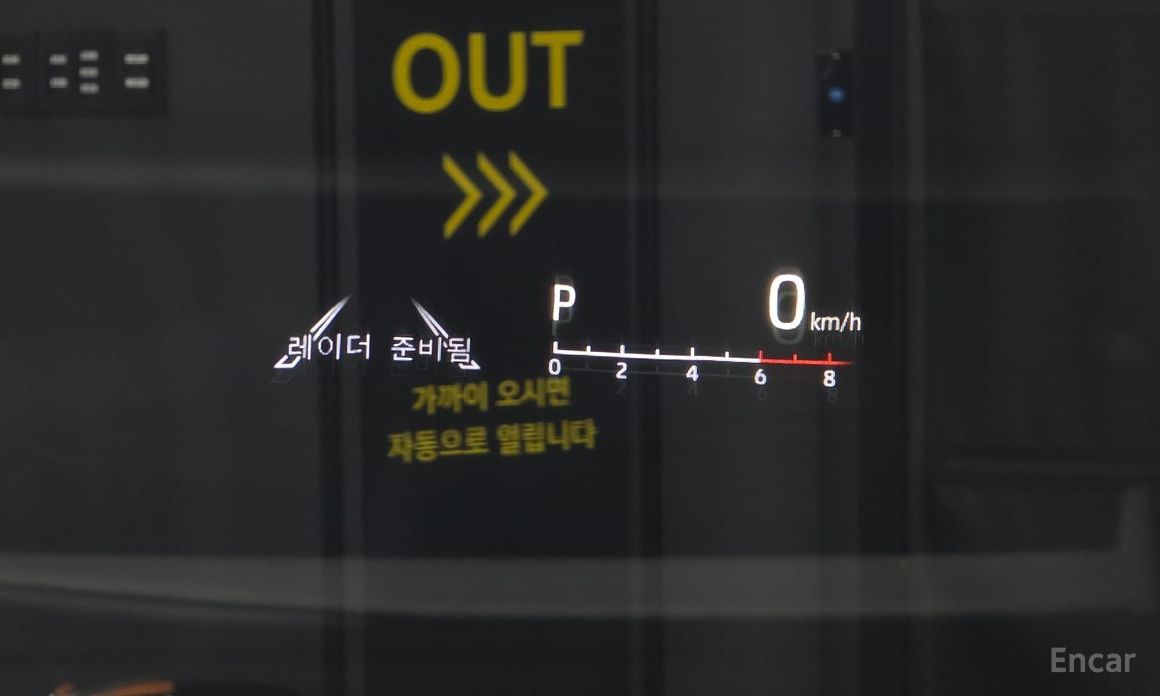 OUT
P
0 km/h
레이더 준비됨
0 2 4 6 8
가까이 오시면
자동으로 열립니다
Encar